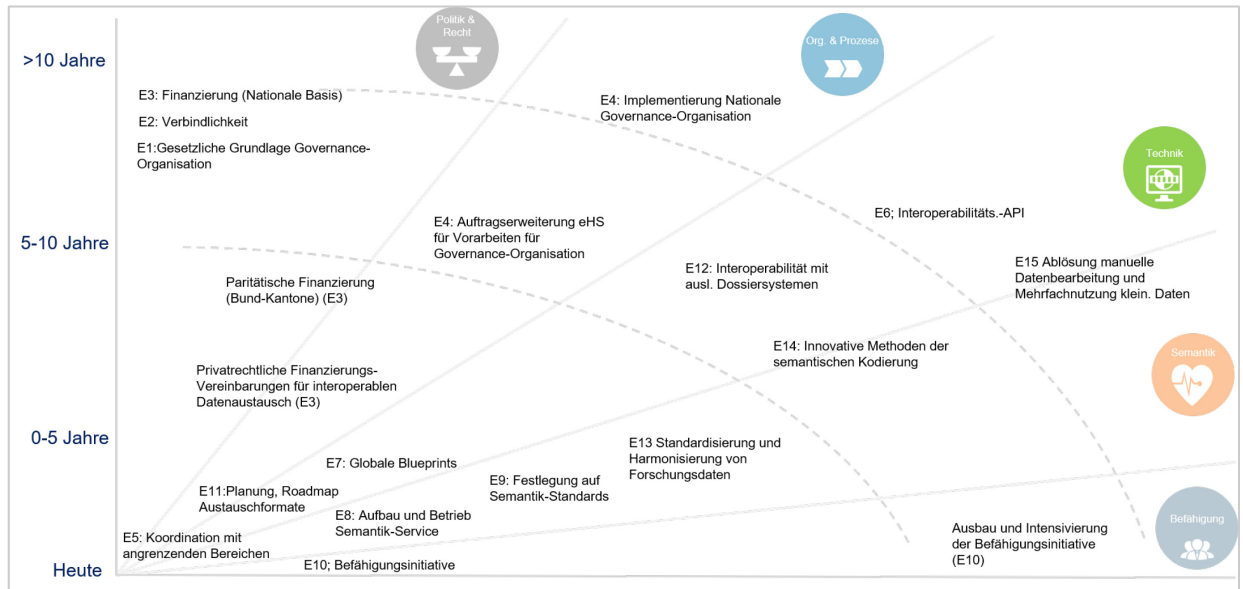 Politik &
Recht
Org. & Prozese
>10 Jahre
E3: Finanzierung (Nationale Basis)
E2: Verbindlichkeit
E1:Gesetzliche Grundlage Governance-
Organisation
E4: Implementierung Nationale
Governance-Organisation
Technik
E6; Interoperabilitäts.-API
5-10 Jahre
E4: Auftragserweiterung eHS
für Vorarbeiten für
Governance-Organisation
E12: Interoperabilität mit
ausl. Dossiersystemen
E15 Ablösung manuelle
Datenbearbeitung und
Mehrfachnutzung klein. Daten
Paritätische Finanzierung
(Bund-Kantone) (E3)
E14: Innovative Methoden der
semantischen Kodierung
Semantik
Privatrechtliche Finanzierungs-
Vereinbarungen für interoperablen
Datenaustausch (E3)
0-5 Jahre
E13 Standardisierung und
Harmonisierung von
Forschungsdaten
E7: Globale Blueprints
E9: Festlegung auf
Semantik-Standards
E11:Planung, Roadmap
Austauschformate
E8: Aufbau und Betrieb
Semantik-Service
Befähigung
E5: Koordination mit
angrenzenden Bereichen
Ausbau und Intensivierung
der Befähigungsinitiative
(E10)
E10; Befähigungsinitiative
Heute